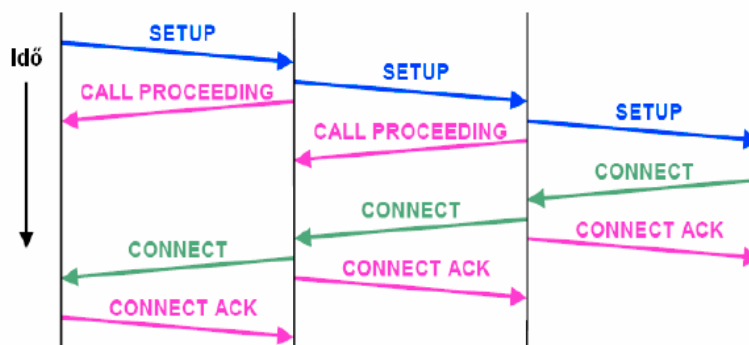 SETUP
Idő
SETUP
CALL PROCEEDING
SETUP
CALL PROCEEDING
CONNECT
CONNECT
CONNECT ACK
CONNECT
CONNECT ACK
CONNECT ACK